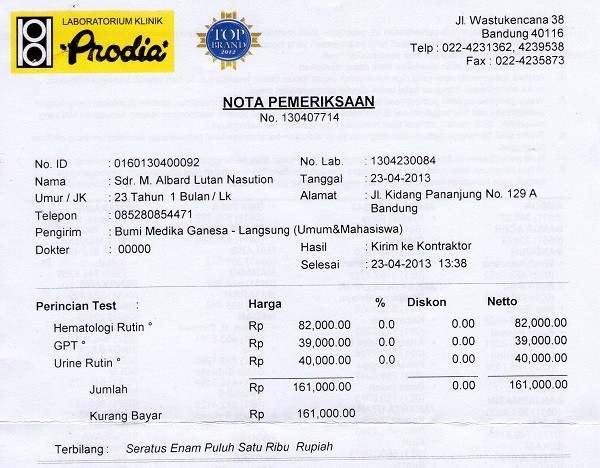 LABORATORIUM KLINIK
Prodia
TOP
BRAND
2012
Jl. Wastukencana 38
Bandung 40116
Telp : 022-4231362, 4239538
Fax : 022-4235873
NOTA PEMERIKSAAN
No. 130407714
No. ID : 0160130400092 No. Lab. : 1304230084
Nama : Sdr. M. Albard Lutan Nasution Tanggal : 23-04-2013
Umur / JK : 23 Tahun 1 Bulan / Lk Alamat : Jl. Kidang Pananjung No. 129 A
Telepon : 085280854471 Bandung
Pengirim : Bumi Medika Ganesa - Langsung (Umum&Mahasiswa)
Dokter : 00000 Hasil : Kirim ke Kontraktor
Selesai : 23-04-2013 13:38
Perincian Test : Harga % Diskon Netto
Hematologi Rutin ° Rp 82,000.00 0.0 0.00 82,000.00
GPT ° Rp 39,000.00 0.0 0.00 39,000.00
Urine Rutin ° Rp 40,000.00 0.0 0.00 40,000.00
Jumlah Rp 161,000.00 0.00 161,000.00
Kurang Bayar Rp 161,000.00
Terbilang : Seratus Enam Puluh Satu Ribu Rupiah